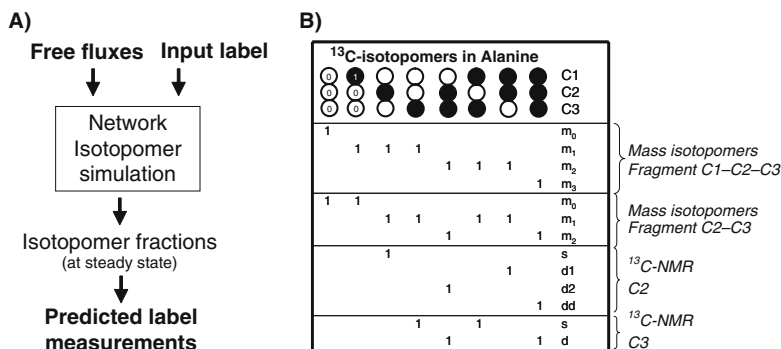 A)
Free fluxes Input label
Network
Isotopomer
simulation
Isotopomer fractions
(at steady state)
Predicted label
measurements
B)
¹³C-isotopomers in Alanine
0 1 C1
0 0 C2
0 0 C3
1 m₀
1 1 1 m₁
1 1 1 m₂
1 m₃
Mass isotopomers
Fragment C1–C2–C3
1 1 m₀
1 1 1 1 m₁
1 1 m₂
Mass isotopomers
Fragment C2–C3
1 s
1 d1
1 d2
1 dd
¹³C-NMR
C2
1 1 s
1 1 d
¹³C-NMR
C3